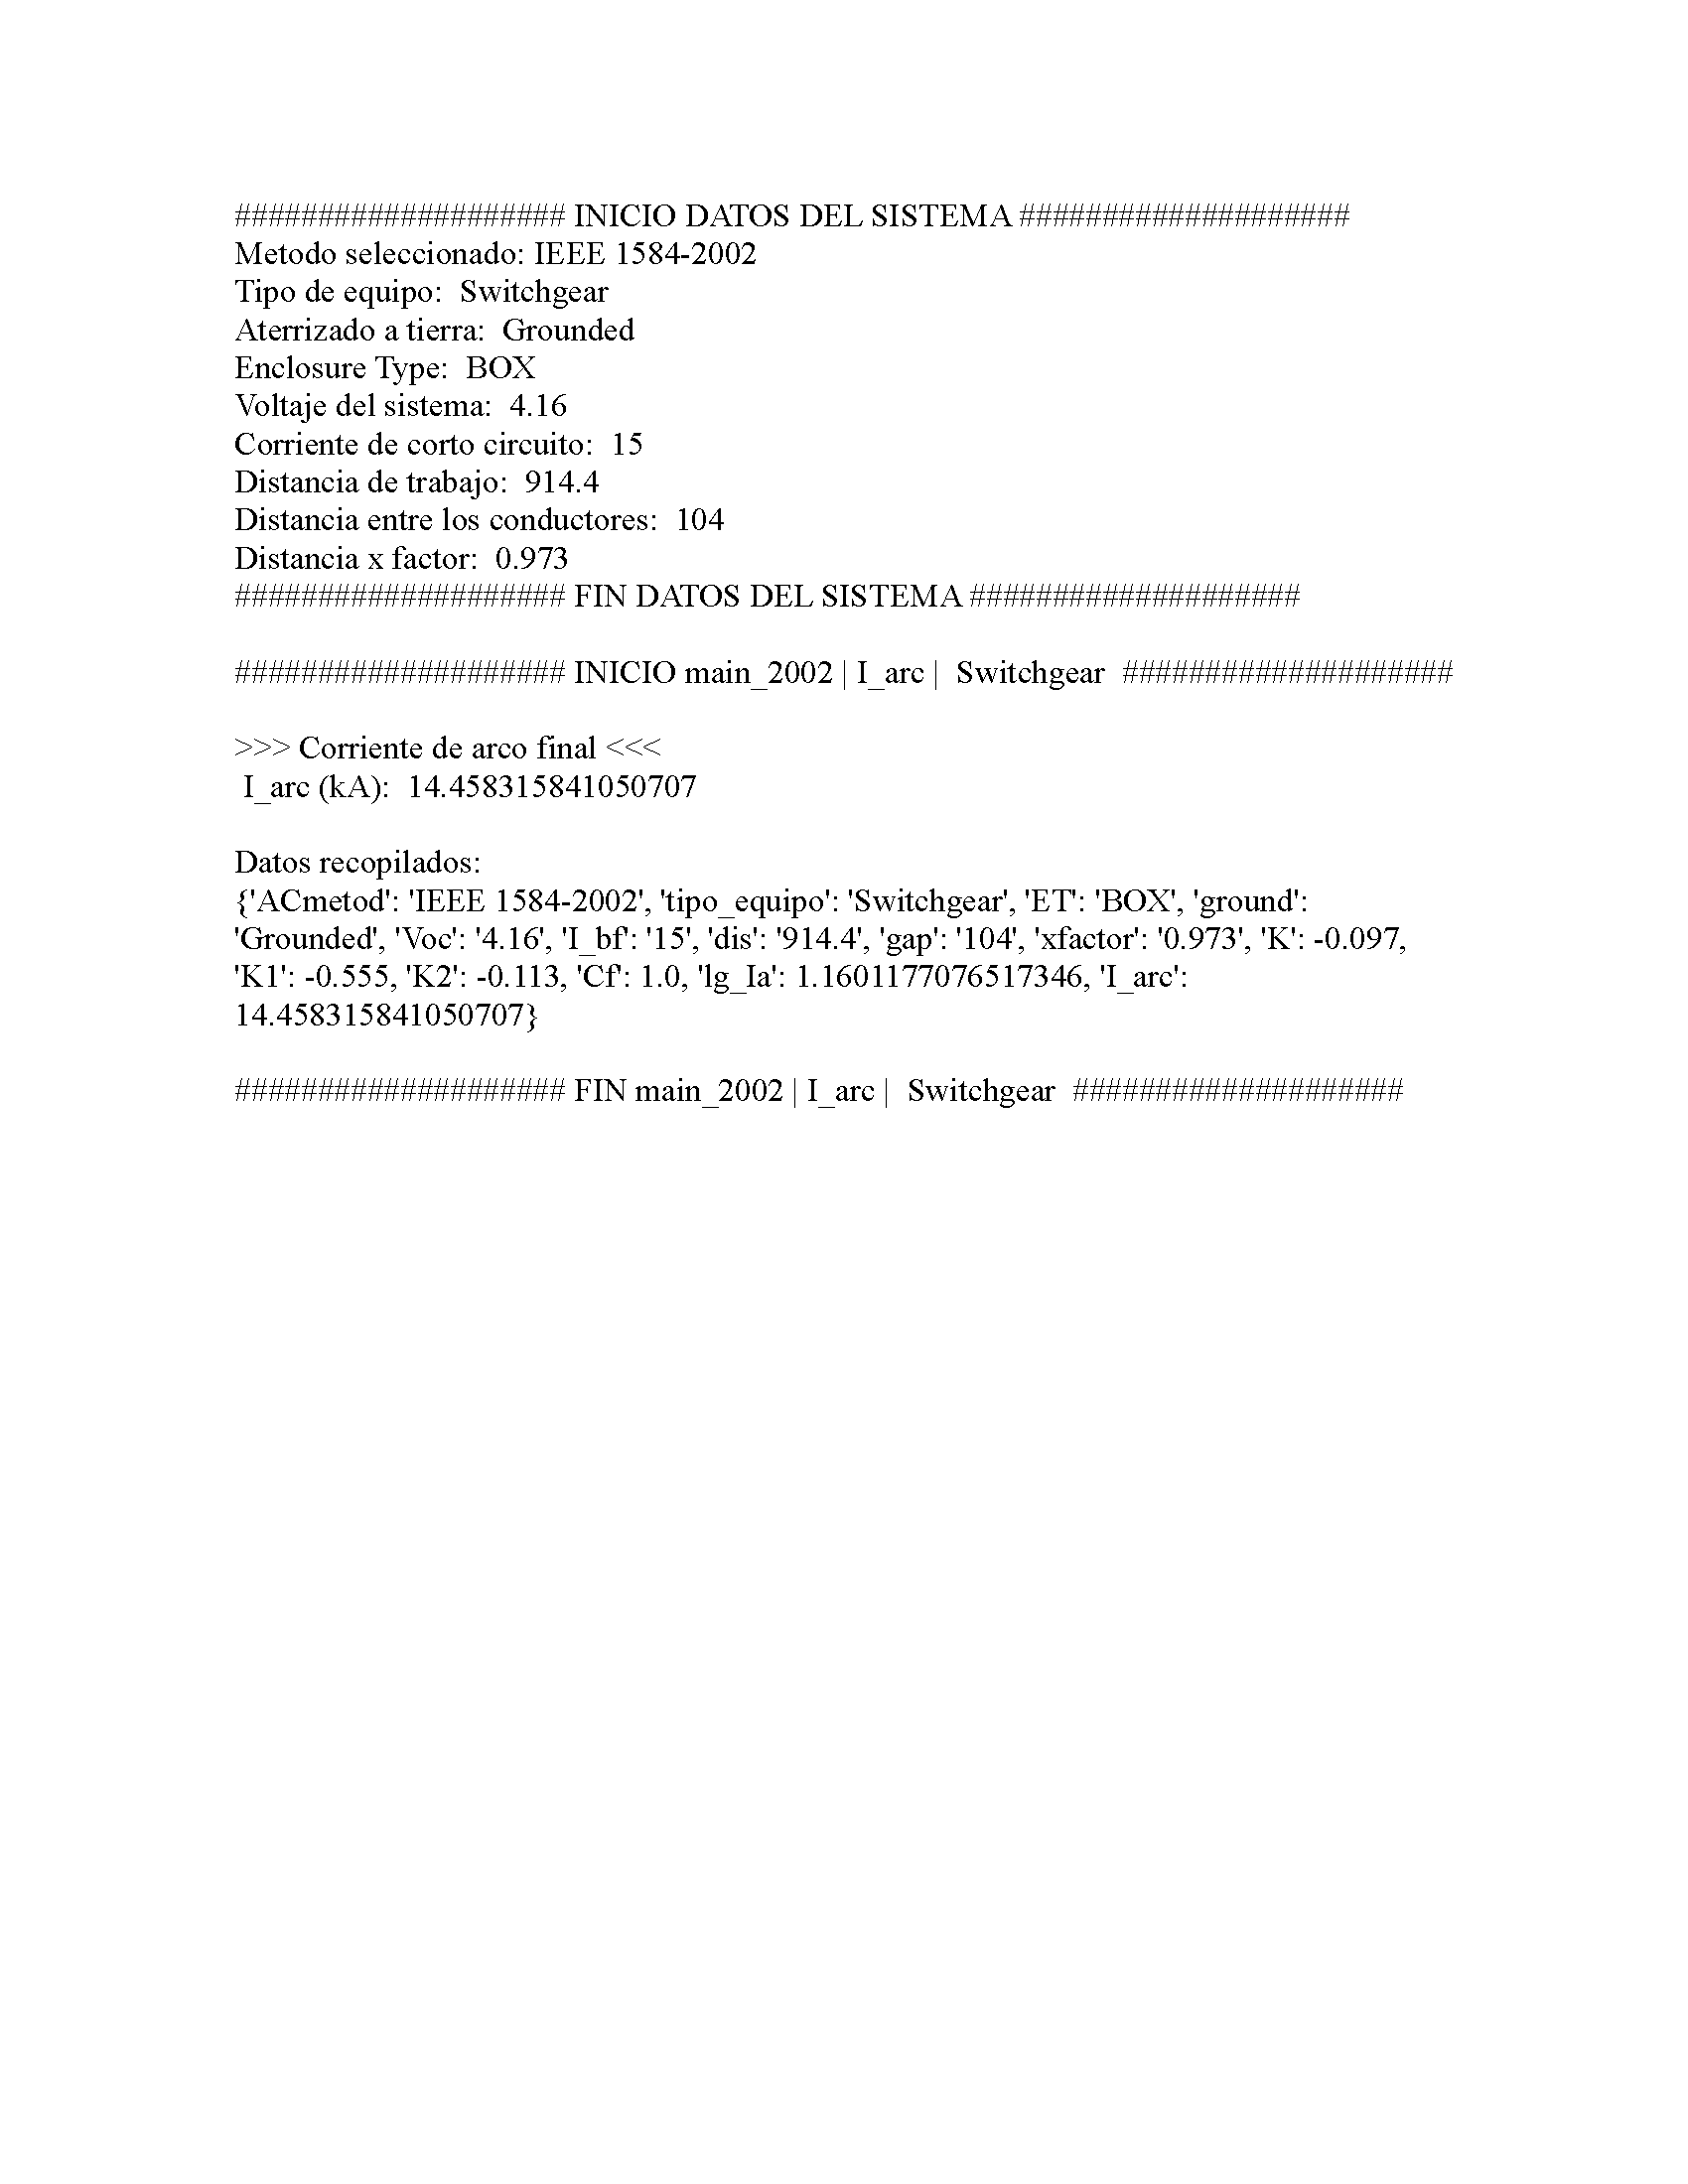 #################### INICIO DATOS DEL SISTEMA ####################
Metodo seleccionado: IEEE 1584-2002
Tipo de equipo:  Switchgear
Aterrizado a tierra:  Grounded
Enclosure Type:  BOX
Voltaje del sistema:  4.16
Corriente de corto circuito:  15
Distancia de trabajo:  914.4
Distancia entre los conductores:  104
Distancia x factor:  0.973
#################### FIN DATOS DEL SISTEMA ####################
#################### INICIO main_2002 | I_arc |  Switchgear  ####################
>>> Corriente de arco final <<<
I_arc (kA):  14.458315841050707
Datos recopilados:
{'ACmetod': 'IEEE 1584-2002', 'tipo_equipo': 'Switchgear', 'ET': 'BOX', 'ground':
'Grounded', 'Voc': '4.16', 'I_bf': '15', 'dis': '914.4', 'gap': '104', 'xfactor': '0.973', 'K': -0.097,
'K1': -0.555, 'K2': -0.113, 'Cf': 1.0, 'lg_Ia': 1.1601177076517346, 'I_arc':
14.458315841050707}
#################### FIN main_2002 | I_arc |  Switchgear  ####################